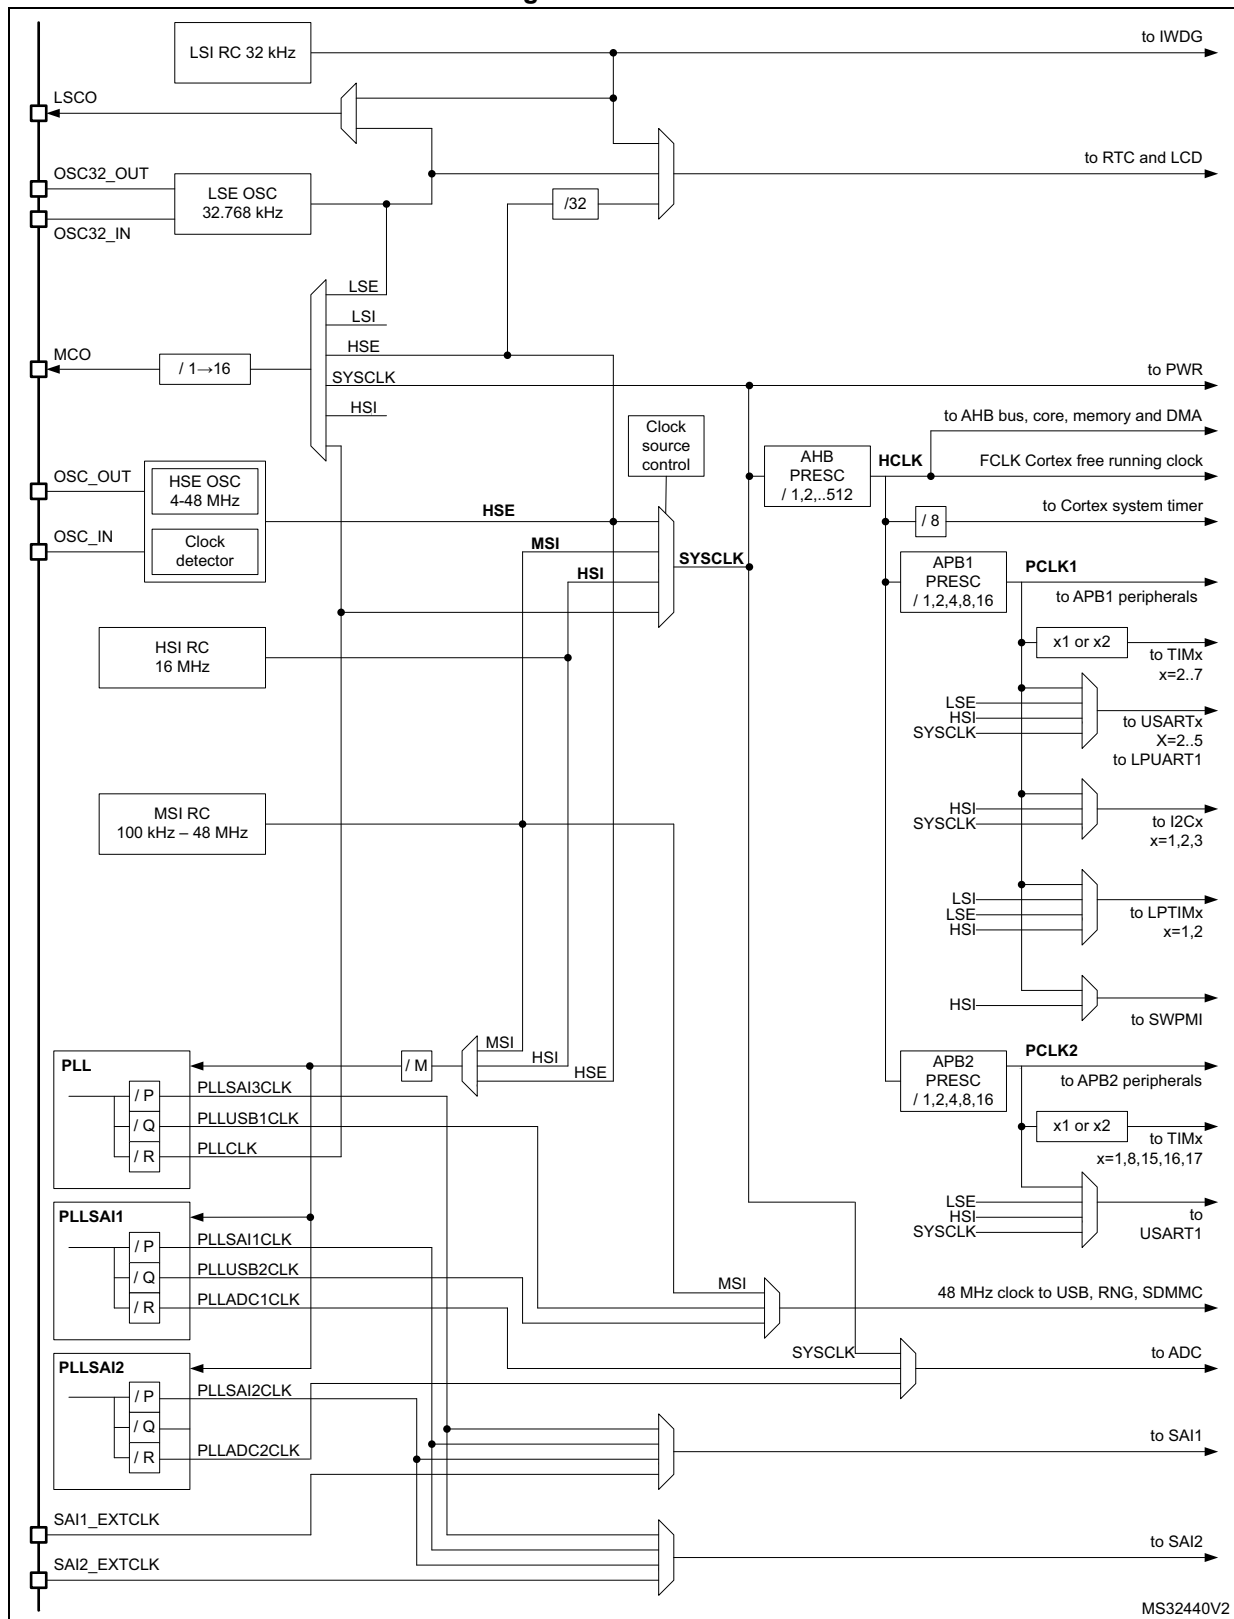 LSI RC 32 kHz
to IWDG
LSCO
OSC32_OUT
to RTC and LCD
LSE OSC
32.768 kHz
/32
OSC32_IN
LSE
LSI
MCO
/ 1→16
HSE
SYSCLK
to PWR
HSI
Clock
source
control
to AHB bus, core, memory and DMA
AHB
PRESC
/ 1,2,..512
HCLK
FCLK Cortex free running clock
OSC_OUT
HSE OSC
4-48 MHz
HSE
/ 8
to Cortex system timer
OSC_IN
Clock
detector
MSI
SYSCLK
HSI
APB1
PRESC
/ 1,2,4,8,16
PCLK1
to APB1 peripherals
HSI RC
16 MHz
x1 or x2
to TIMx
x=2..7
LSE
HSI
SYSCLK
to USARTx
X=2..5
to LPUART1
MSI RC
100 kHz – 48 MHz
HSI
SYSCLK
to I2Cx
x=1,2,3
LSI
LSE
HSI
to LPTIMx
x=1,2
HSI
to SWPMI
MSI
HSI
HSE
/ M
PLL
/ P
PLLSAI3CLK
/ Q
PLLUSB1CLK
/ R
PLLCLK
APB2
PRESC
/ 1,2,4,8,16
PCLK2
to APB2 peripherals
x1 or x2
to TIMx
x=1,8,15,16,17
LSE
HSI
SYSCLK
to
USART1
PLLSAI1
/ P
PLLSAI1CLK
/ Q
PLLUSB2CLK
/ R
PLLADC1CLK
MSI
48 MHz clock to USB, RNG, SDMMC
SYSCLK
to ADC
PLLSAI2
/ P
PLLSAI2CLK
/ Q
/ R
PLLADC2CLK
to SAI1
SAI1_EXTCLK
to SAI2
SAI2_EXTCLK
MS32440V2